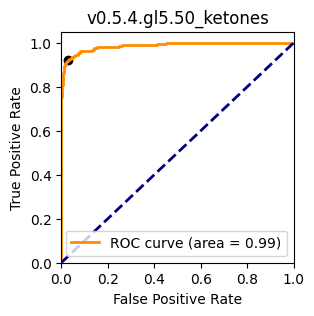 v0.5.4.gl5.50_ketones
True Positive Rate
1.0
0.8
0.6
0.4
0.2
0.0
ROC curve (area = 0.99)
0.0 0.2 0.4 0.6 0.8 1.0
False Positive Rate